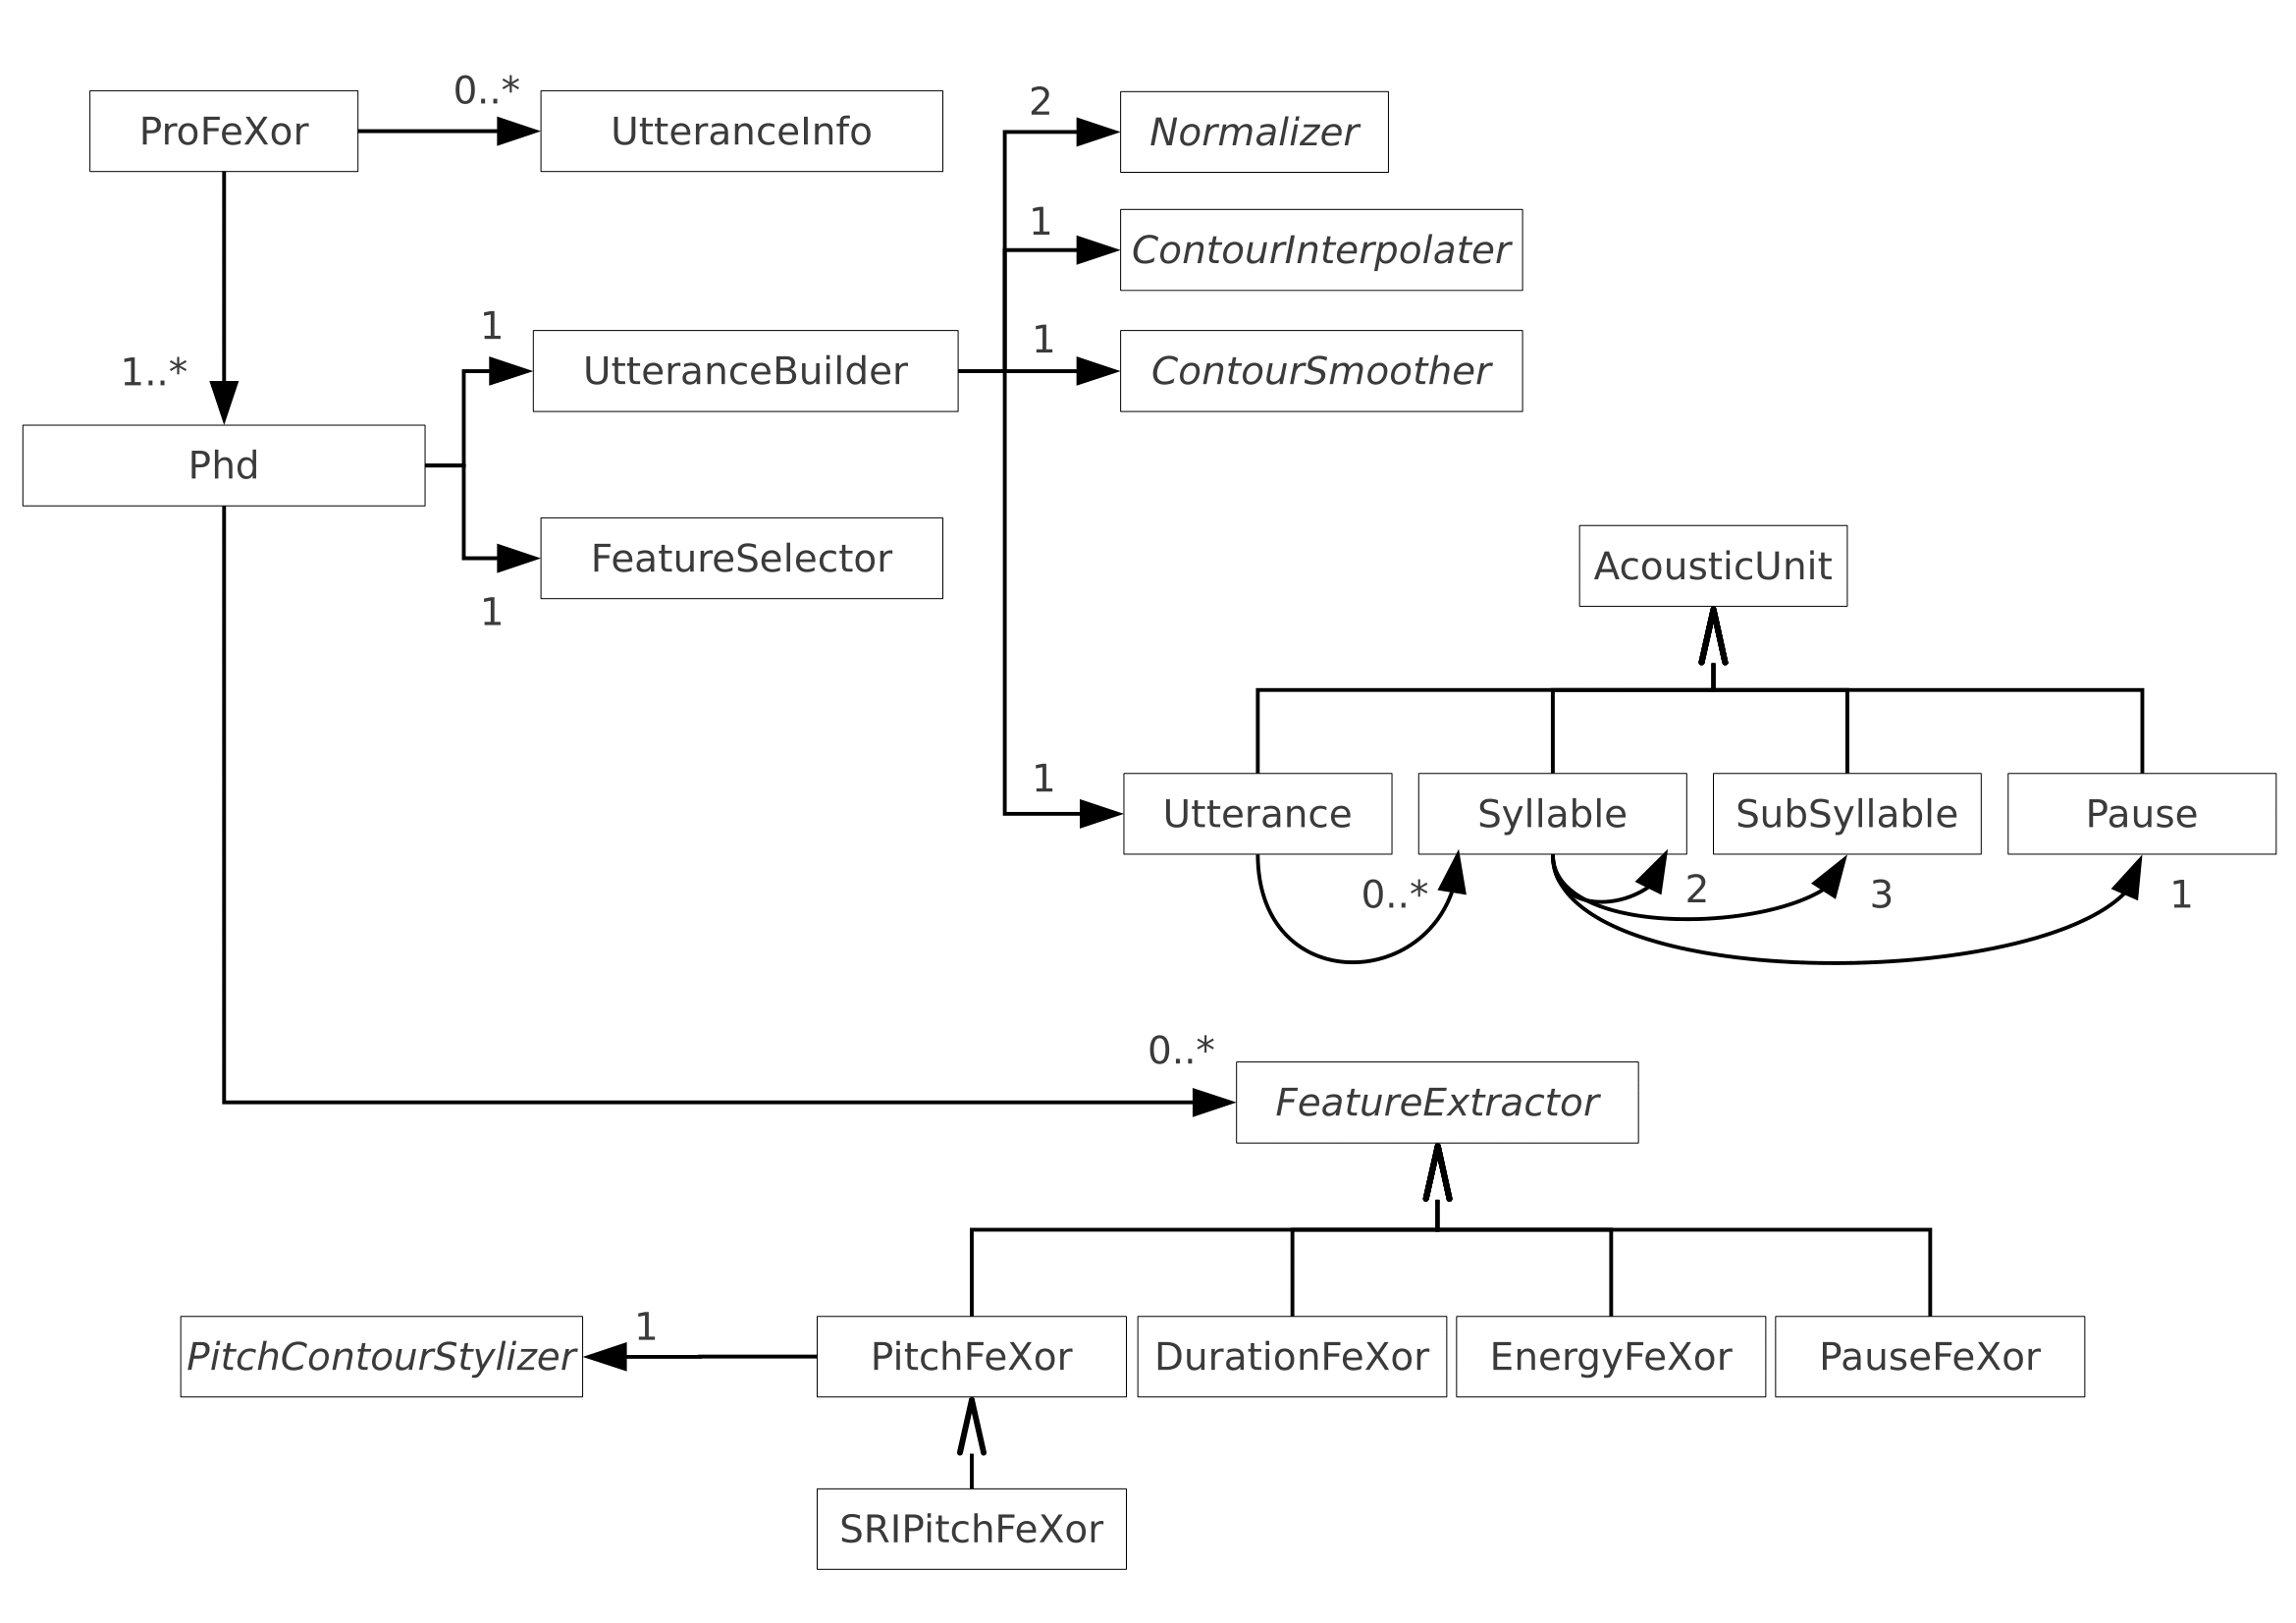 0..*
ProFeXor
UtteranceInfo
2
Normalizer
1
ContourInterpolater
1..*
Phd
1
UtteranceBuilder
1
ContourSmoother
FeatureSelector
1
AcousticUnit
1
Utterance
Syllable
SubSyllable
Pause
0..*
2
3
1
0..*
FeatureExtractor
1
PitchContourStylizer
PitchFeXor
DurationFeXor
EnergyFeXor
PauseFeXor
SRIPitchFeXor